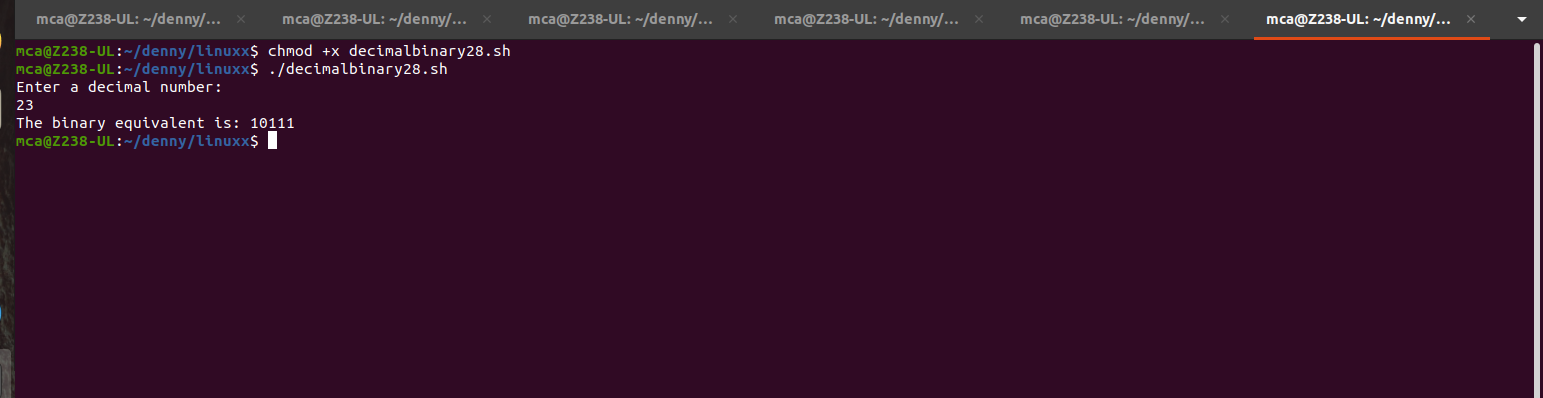 mca@Z238-UL: ~/denny/... × mca@Z238-UL: ~/denny/... × mca@Z238-UL: ~/denny/... × mca@Z238-UL: ~/denny/... × mca@Z238-UL: ~/denny/... × mca@Z238-UL: ~/denny/... ×
mca@Z238-UL:~/denny/linuxx$ chmod +x decimalbinary28.sh
mca@Z238-UL:~/denny/linuxx$ ./decimalbinary28.sh
Enter a decimal number:
23
The binary equivalent is: 10111
mca@Z238-UL:~/denny/linuxx$